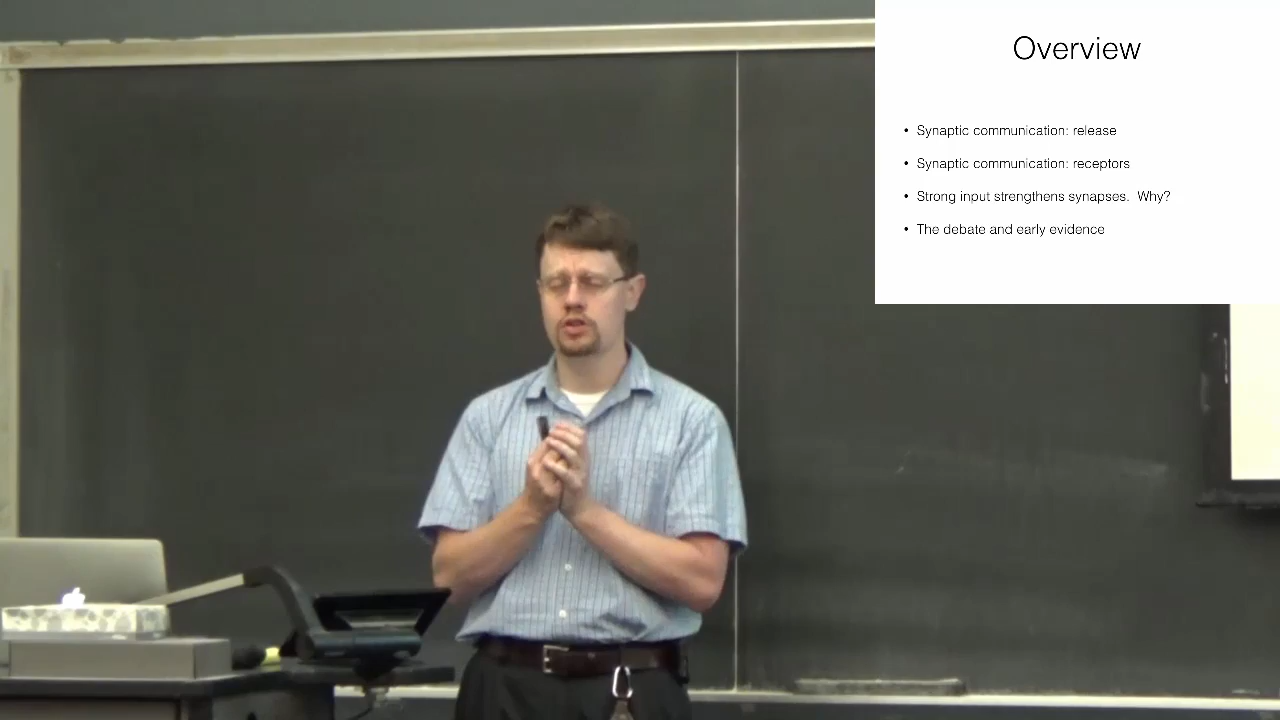 Overview
• Synaptic communication: release
• Synaptic communication: receptors
• Strong input strengthens synapses. Why?
• The debate and early evidence